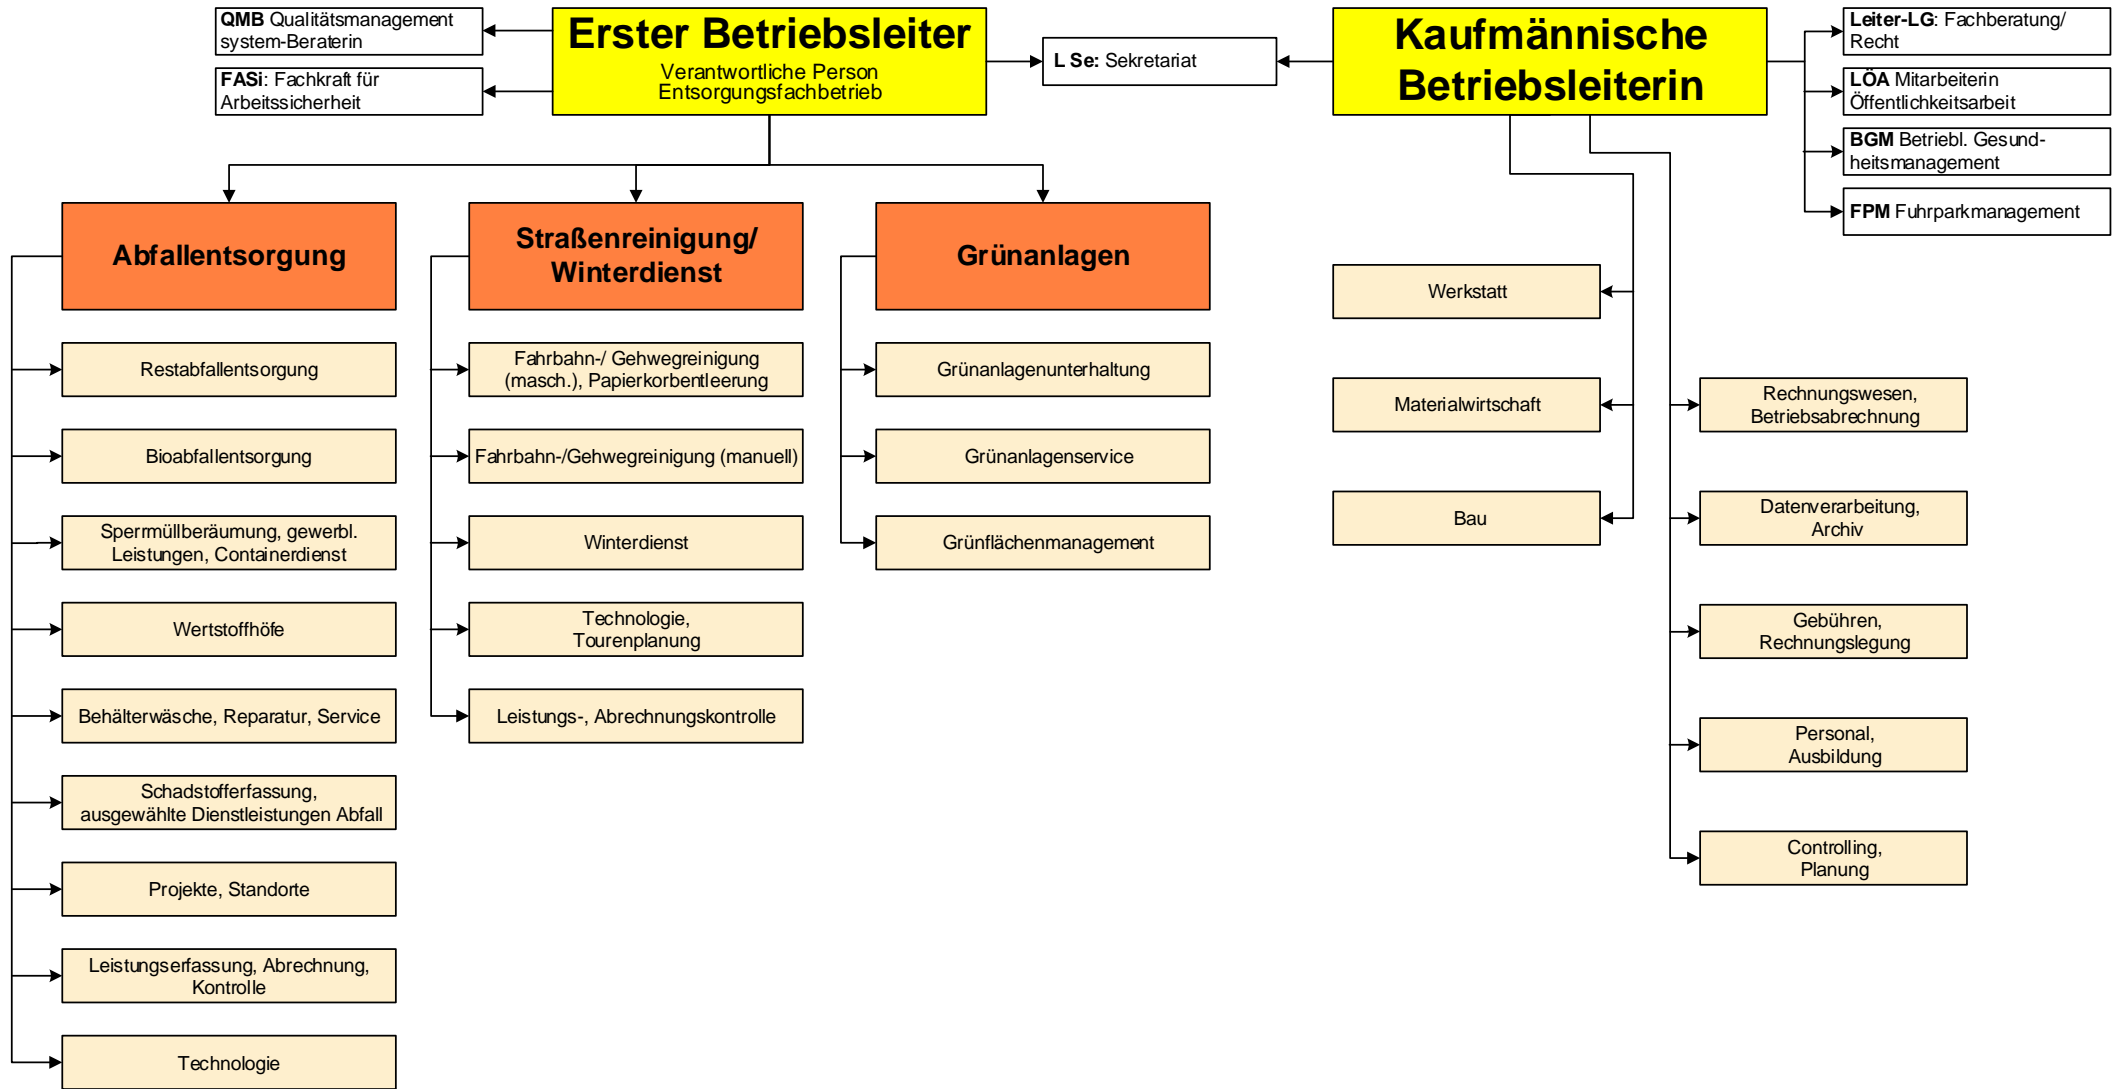 QMB Qualitätsmanagement
system-Beraterin
FASi: Fachkraft für
Arbeitssicherheit
Erster Betriebsleiter
Verantwortliche Person
Entsorgungsfachbetrieb
L Se: Sekretariat
Kaufmännische
Betriebsleiterin
Leiter-LG: Fachberatung/
Recht
LÖA Mitarbeiterin
Öffentlichkeitsarbeit
BGM Betriebl. Gesund-
heitsmanagement
FPM Fuhrparkmanagement
Abfallentsorgung
Restabfallentsorgung
Bioabfallentsorgung
Sperrmüllberäumung, gewerbl.
Leistungen, Containerdienst
Wertstoffhöfe
Behälterwäsche, Reparatur, Service
Schadstofferfassung,
ausgewählte Dienstleistungen Abfall
Projekte, Standorte
Leistungserfassung, Abrechnung,
Kontrolle
Technologie
Straßenreinigung/
Winterdienst
Fahrbahn-/ Gehwegreinigung
(masch.), Papierkorbentleerung
Fahrbahn-/Gehwegreinigung (manuell)
Winterdienst
Technologie,
Tourenplanung
Leistungs-, Abrechnungskontrolle
Grünanlagen
Grünanlagenunterhaltung
Grünanlagenservice
Grünflächenmanagement
Werkstatt
Materialwirtschaft
Bau
Rechnungswesen,
Betriebsabrechnung
Datenverarbeitung,
Archiv
Gebühren,
Rechnungslegung
Personal,
Ausbildung
Controlling,
Planung